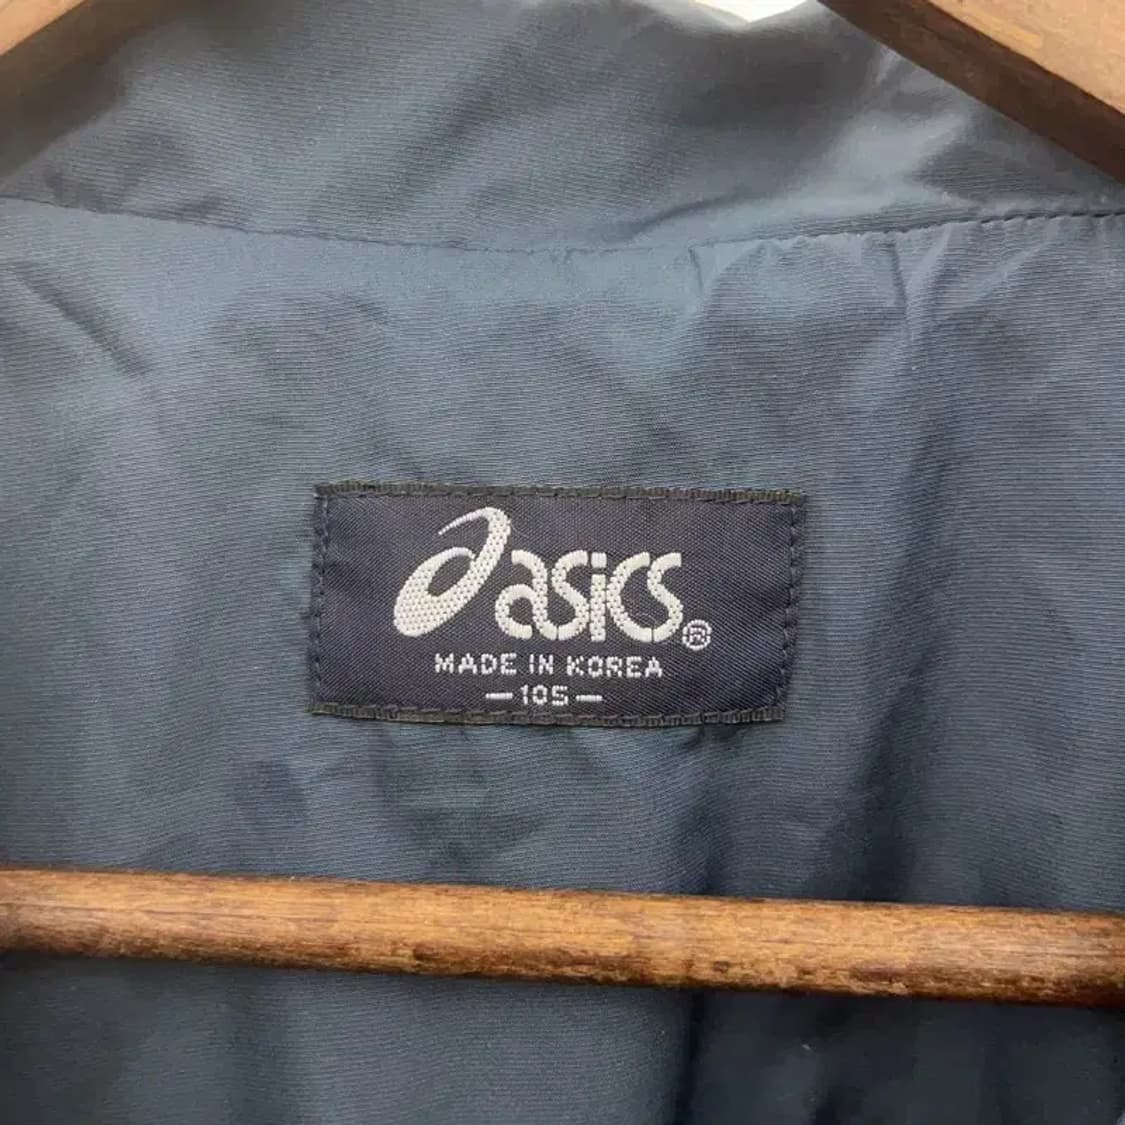 asics®
MADE IN KOREA
—105—